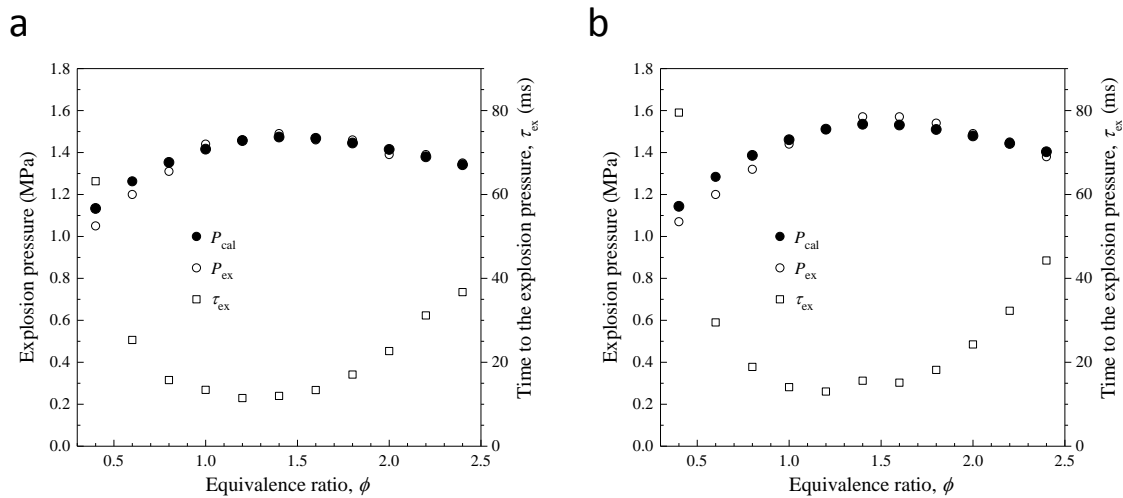 a
1.8
1.6
1.4
1.2
1.0
0.8
0.6
0.4
0.2
0.0
Explosion pressure (MPa)
P_cal
P_ex
τ_ex
80
60
40
20
0
Time to the explosion pressure, τ_ex (ms)
0.5 1.0 1.5 2.0 2.5
Equivalence ratio, ϕ
b
1.8
1.6
1.4
1.2
1.0
0.8
0.6
0.4
0.2
0.0
Explosion pressure (MPa)
P_cal
P_ex
τ_ex
80
60
40
20
0
Time to the explosion pressure, τ_ex (ms)
0.5 1.0 1.5 2.0 2.5
Equivalence ratio, ϕ